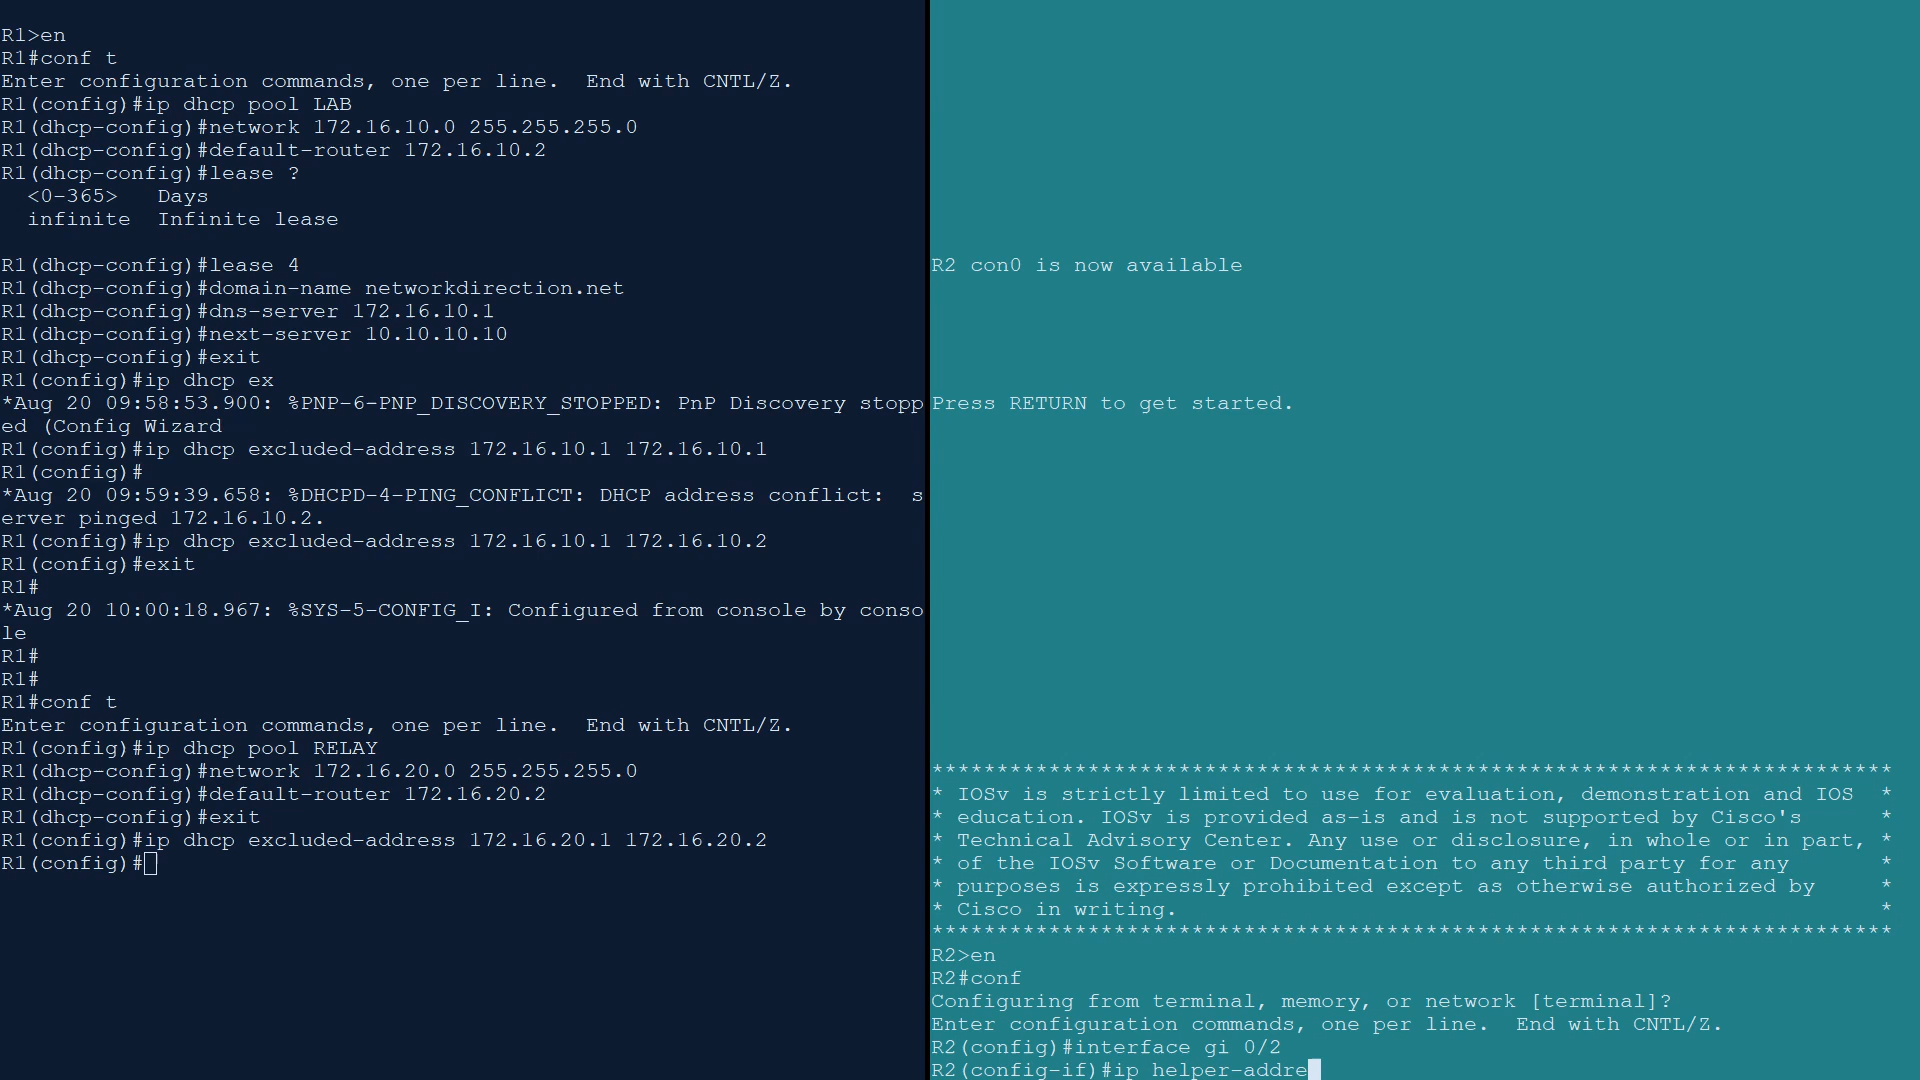 R1>en
R1#conf t
Enter configuration commands, one per line.  End with CNTL/Z.
R1(config)#ip dhcp pool LAB
R1(dhcp-config)#network 172.16.10.0 255.255.255.0
R1(dhcp-config)#default-router 172.16.10.2
R1(dhcp-config)#lease ?
  <0-365>   Days
  infinite  Infinite lease
R1(dhcp-config)#lease 4
R1(dhcp-config)#domain-name networkdirection.net
R1(dhcp-config)#dns-server 172.16.10.1
R1(dhcp-config)#next-server 10.10.10.10
R1(dhcp-config)#exit
R1(config)#ip dhcp ex
*Aug 20 09:58:53.900: %PNP-6-PNP_DISCOVERY_STOPPED: PnP Discovery stopp
ed (Config Wizard
R1(config)#ip dhcp excluded-address 172.16.10.1 172.16.10.1
R1(config)#
*Aug 20 09:59:39.658: %DHCPD-4-PING_CONFLICT: DHCP address conflict:  s
erver pinged 172.16.10.2.
R1(config)#ip dhcp excluded-address 172.16.10.1 172.16.10.2
R1(config)#exit
R1#
*Aug 20 10:00:18.967: %SYS-5-CONFIG_I: Configured from console by conso
le
R1#
R1#
R1#conf t
Enter configuration commands, one per line.  End with CNTL/Z.
R1(config)#ip dhcp pool RELAY
R1(dhcp-config)#network 172.16.20.0 255.255.255.0
R1(dhcp-config)#default-router 172.16.20.2
R1(dhcp-config)#exit
R1(config)#ip dhcp excluded-address 172.16.20.1 172.16.20.2
R1(config)#
R2 con0 is now available
Press RETURN to get started.
**************************************************************************
* IOSv is strictly limited to use for evaluation, demonstration and IOS  *
* education. IOSv is provided as-is and is not supported by Cisco's      *
* Technical Advisory Center. Any use or disclosure, in whole or in part, *
* of the IOSv Software or Documentation to any third party for any       *
* purposes is expressly prohibited except as otherwise authorized by     *
* Cisco in writing.                                                      *
**************************************************************************
R2>en
R2#conf
Configuring from terminal, memory, or network [terminal]?
Enter configuration commands, one per line.  End with CNTL/Z.
R2(config)#interface gi 0/2
R2(config-if)#ip helper-addre